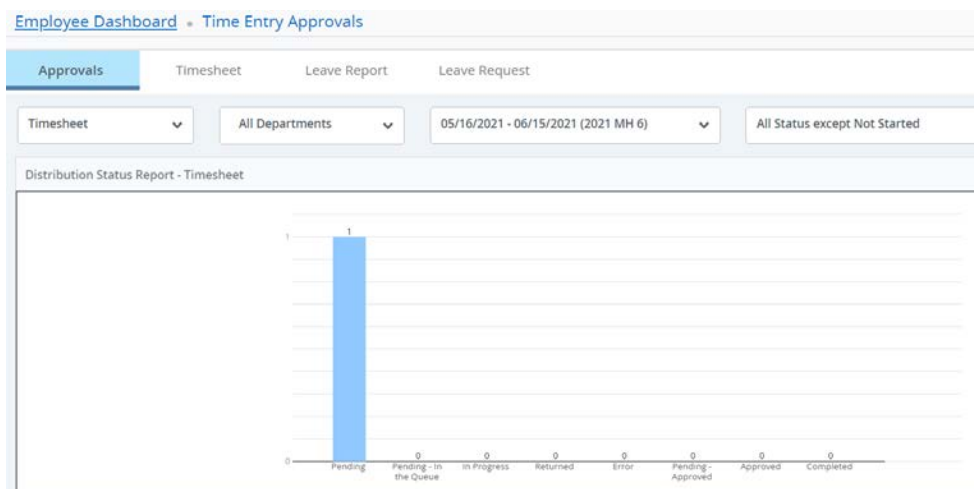 Employee Dashboard • Time Entry Approvals
Approvals Timesheet Leave Report Leave Request
Timesheet All Departments 05/16/2021 - 06/15/2021 (2021 MH 6) All Status except Not Started
Distribution Status Report - Timesheet
1
1
0 0 0 0 0 0 0
0
Pending Pending - In In Progress Returned Error Pending - Approved Completed
the Queue Approved